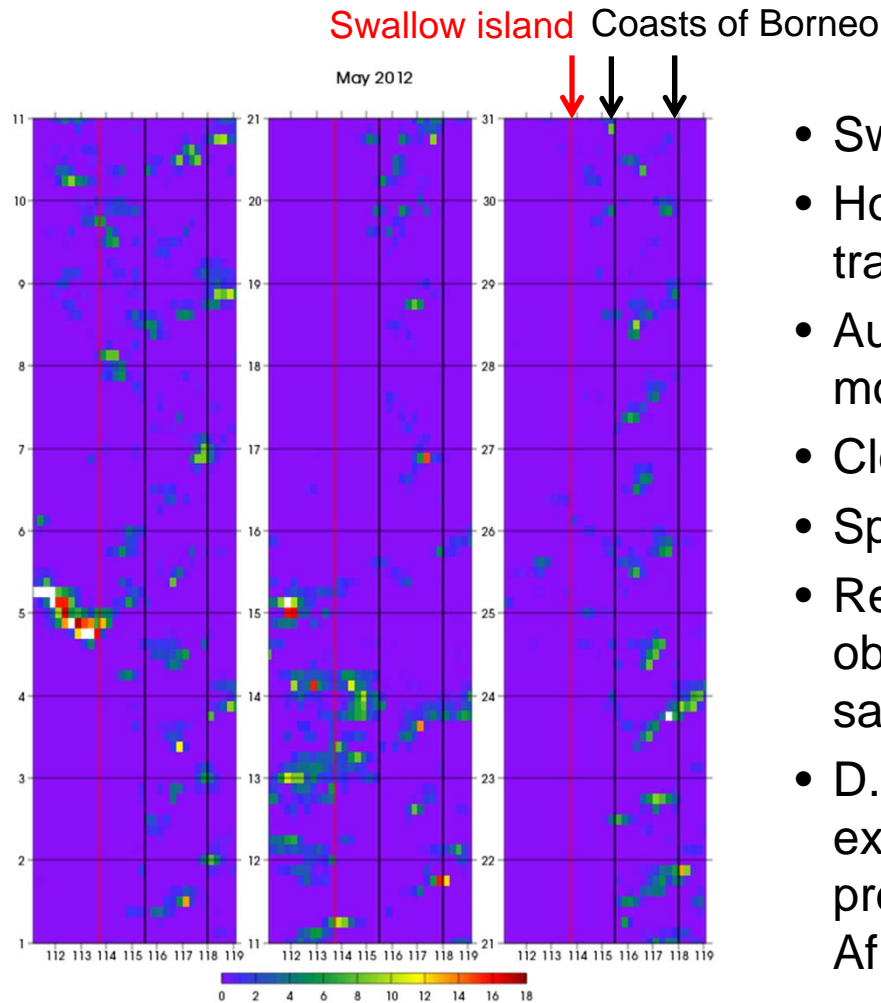 Swallow island Coasts of Borneo
May 2012
11 21 31
10 20 30
9 19 29
8 18 28
7 17 27
6 16 26
5 15 25
4 14 24
3 13 23
2 12 22
1 11 21
112 113 114 115 116 117 118 119 112 113 114 115 116 117 118 119 112 113 114 115 116 117 118 119
0 2 4 6 8 10 12 14 16 18
• Sw
• Ho
tra
• Au
mo
• Cl
• Sp
• Re
ob
sa
• D.
ex
pr
Af